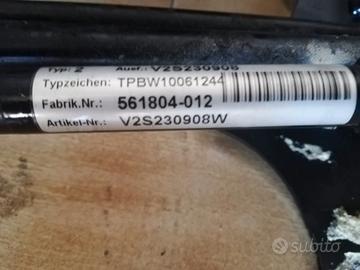 Typ: 2 Ausf.: V2S230908
Typzeichen: TPBW10061244
Fabrik.Nr.: 561804-012
Artikel-Nr.: V2S230908W
subito